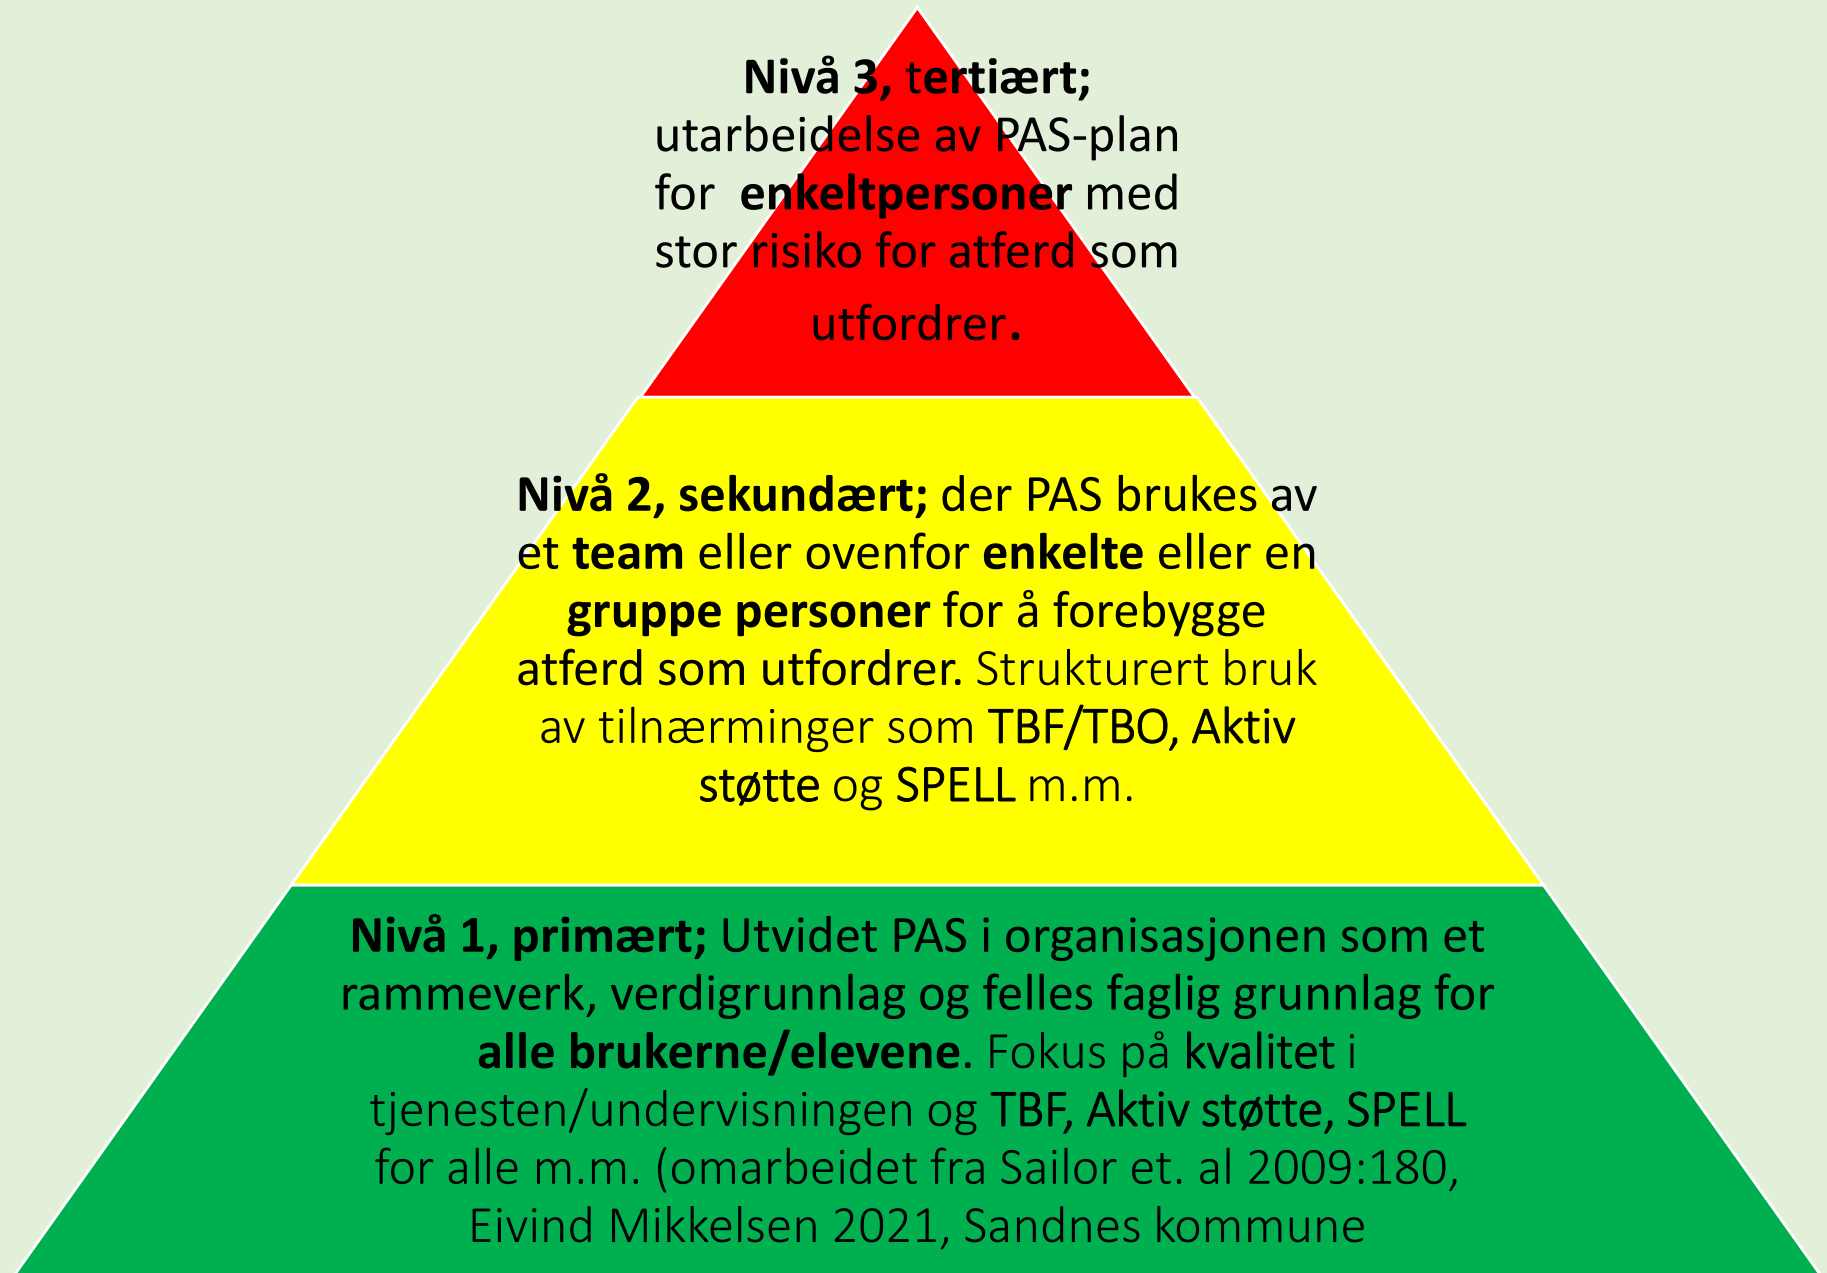 Nivå 3, tertiært;
utarbeidelse av PAS-plan
for enkeltpersoner med
stor risiko for atferd som
utfordrer.
Nivå 2, sekundært; der PAS brukes av
et team eller ovenfor enkelte eller en
gruppe personer for å forebygge
atferd som utfordrer. Strukturert bruk
av tilnærminger som TBF/TBO, Aktiv
støtte og SPELL m.m.
Nivå 1, primært; Utvidet PAS i organisasjonen som et
rammeverk, verdigrunnlag og felles faglig grunnlag for
alle brukerne/elevene. Fokus på kvalitet i
tjenesten/undervisningen og TBF, Aktiv støtte, SPELL
for alle m.m. (omarbeidet fra Sailor et. al 2009:180,
Eivind Mikkelsen 2021, Sandnes kommune